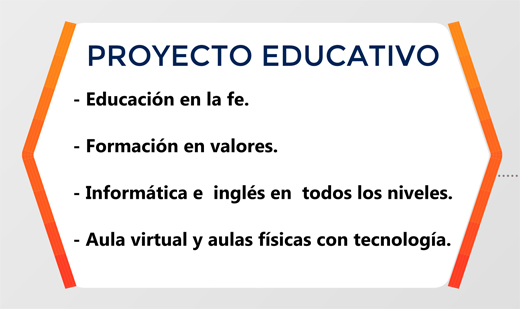 PROYECTO EDUCATIVO
- Educación en la fe.
- Formación en valores.
- Informática e inglés en todos los niveles.
- Aula virtual y aulas físicas con tecnología.